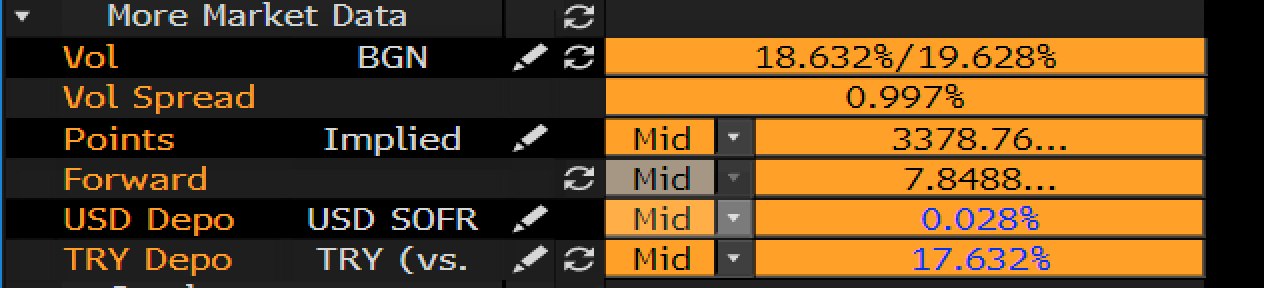 More Market Data
Vol BGN 18.632%/19.628%
Vol Spread 0.997%
Points Implied Mid 3378.76...
Forward Mid 7.8488...
USD Depo USD SOFR Mid 0.028%
TRY Depo TRY (vs. Mid 17.632%